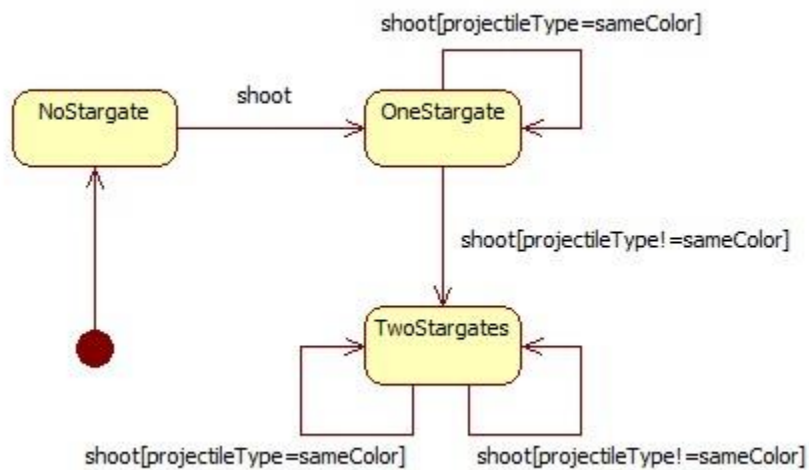 shoot[projectileType=sameColor]
NoStargate
shoot
OneStargate
shoot[projectileType!=sameColor]
TwoStargates
shoot[projectileType=sameColor]
shoot[projectileType!=sameColor]